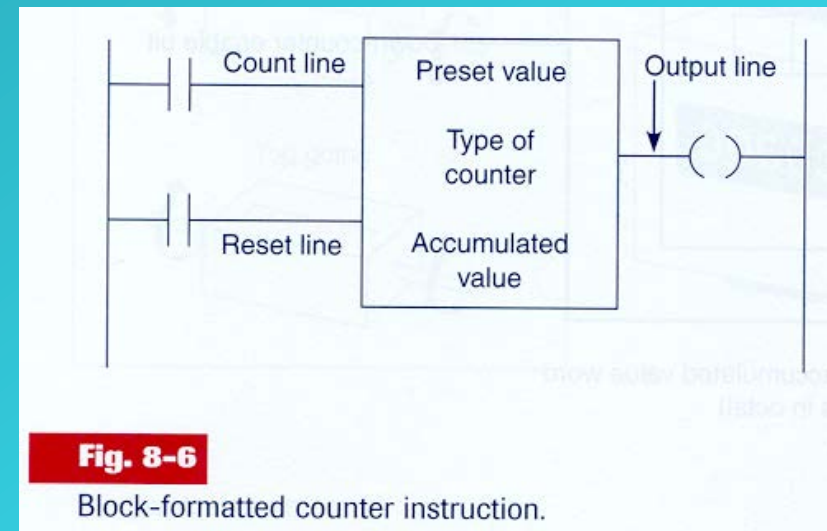 Count line
Preset value
Output line
Type of
counter
Reset line
Accumulated
value
Fig. 8-6
Block-formatted counter instruction.